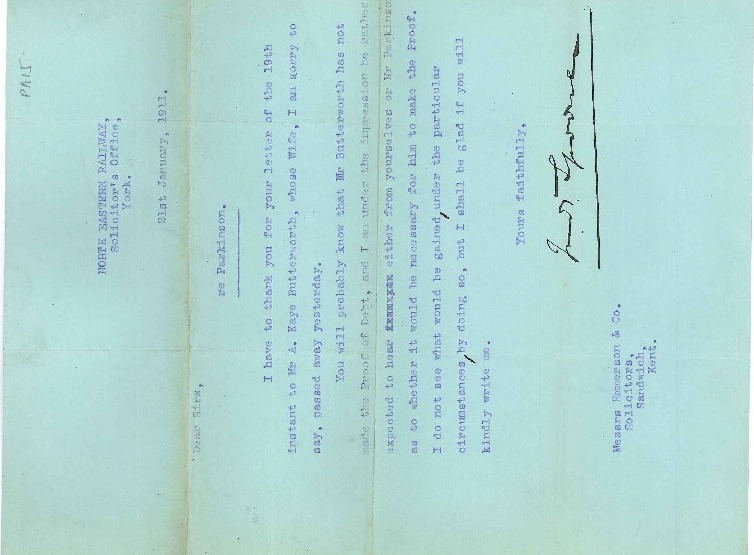 PA15.
NORTH EASTERN RAILWAY,
Solicitor's Office,
York.
21st January, 1911.
re Parkinson.
Dear Sirs,
I have to thank you for your letter of the 19th
instant to Mr A. Kaye Butterworth, whose Wife, I am sorry to
say, passed away yesterday.
You will probably know that Mr Butterworth has not
made the Proof of Debt, and I am under the impression he rather
expected to hear either from yourselves or Mr Parkinson
as to whether it would be necessary for him to make the Proof.
I do not see what would be gained, under the particular
circumstances, by doing so, but I shall be glad if you will
kindly write me.
Yours faithfully,
Messrs Emmerson & Co.
Solicitors,
Sandwich,
Kent.